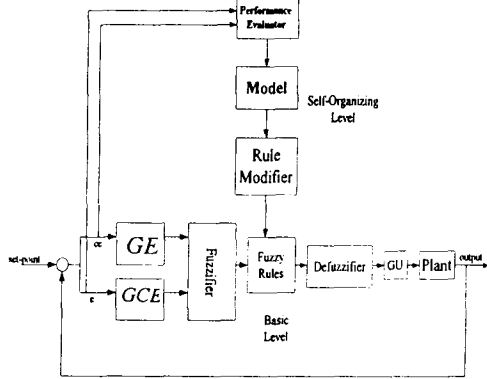 Performance
Evaluator
Model
Self-Organizing
Level
Rule
Modifier
ce
GE
Fuzzifier
Fuzzy
Rules
Defuzzifier
GU
Plant
output
set-point
e
GCE
Basic
Level